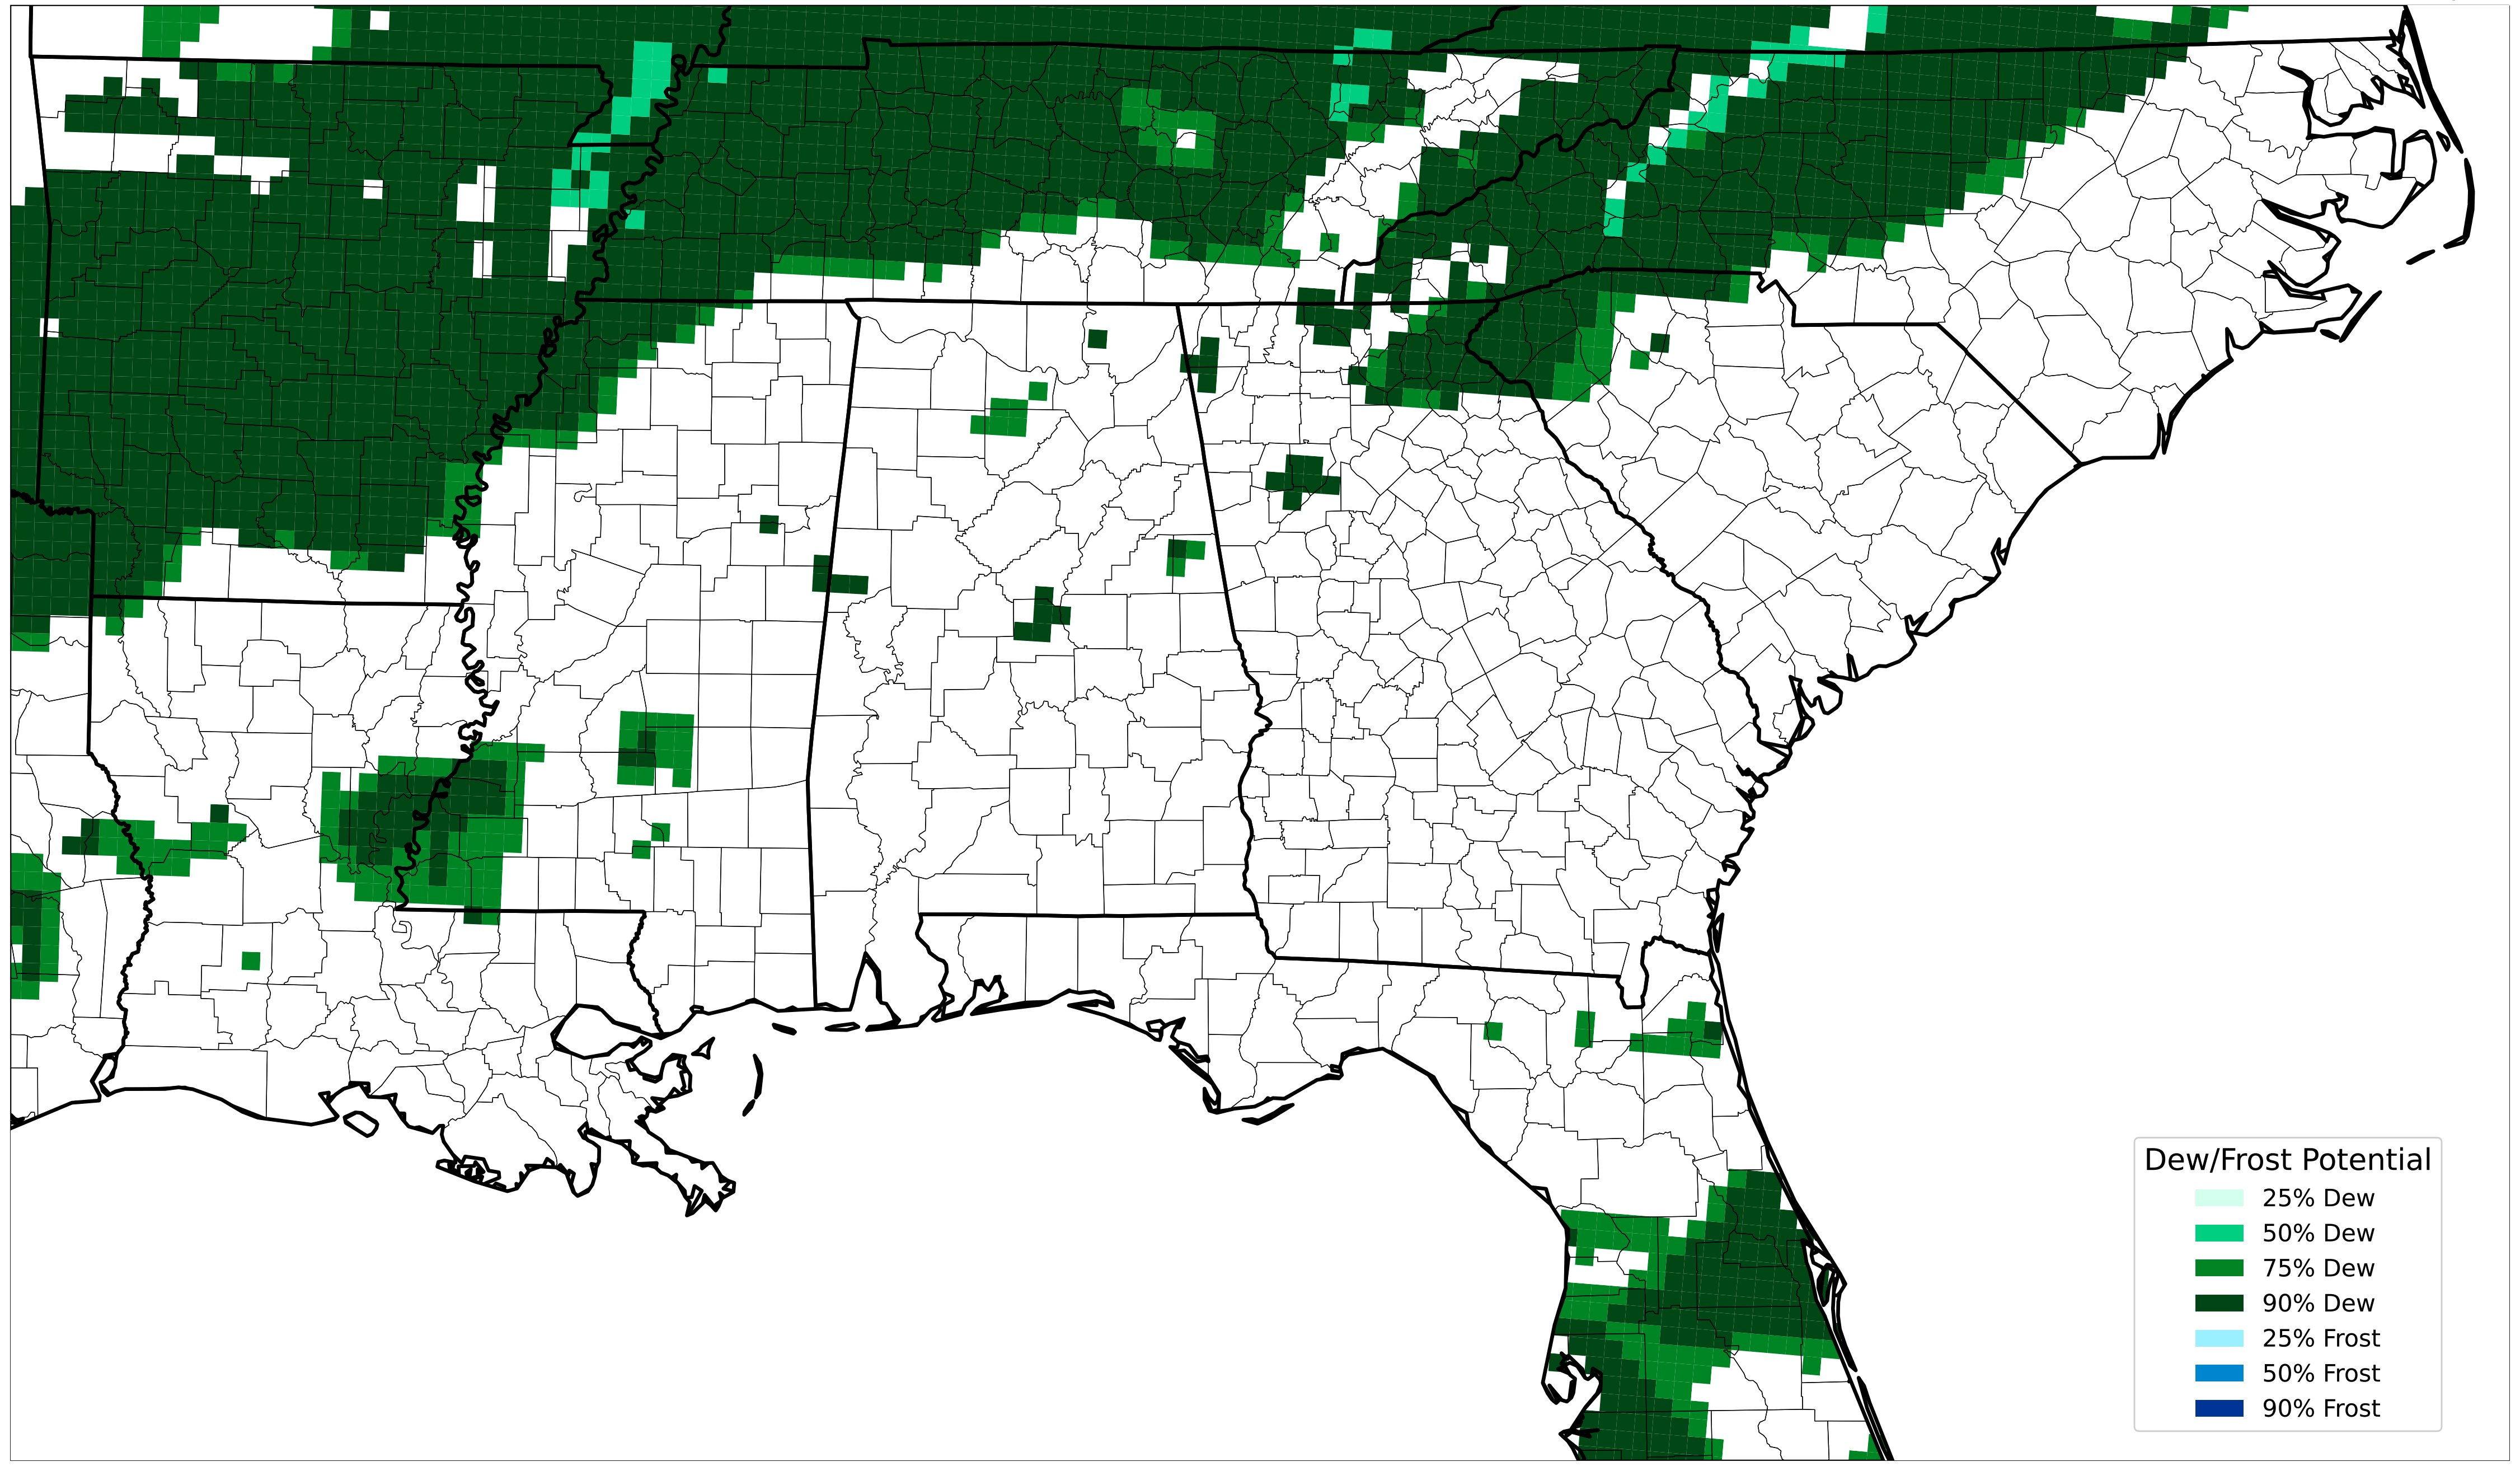 Dew/Frost Potential
25% Dew
50% Dew
75% Dew
90% Dew
25% Frost
50% Frost
90% Frost